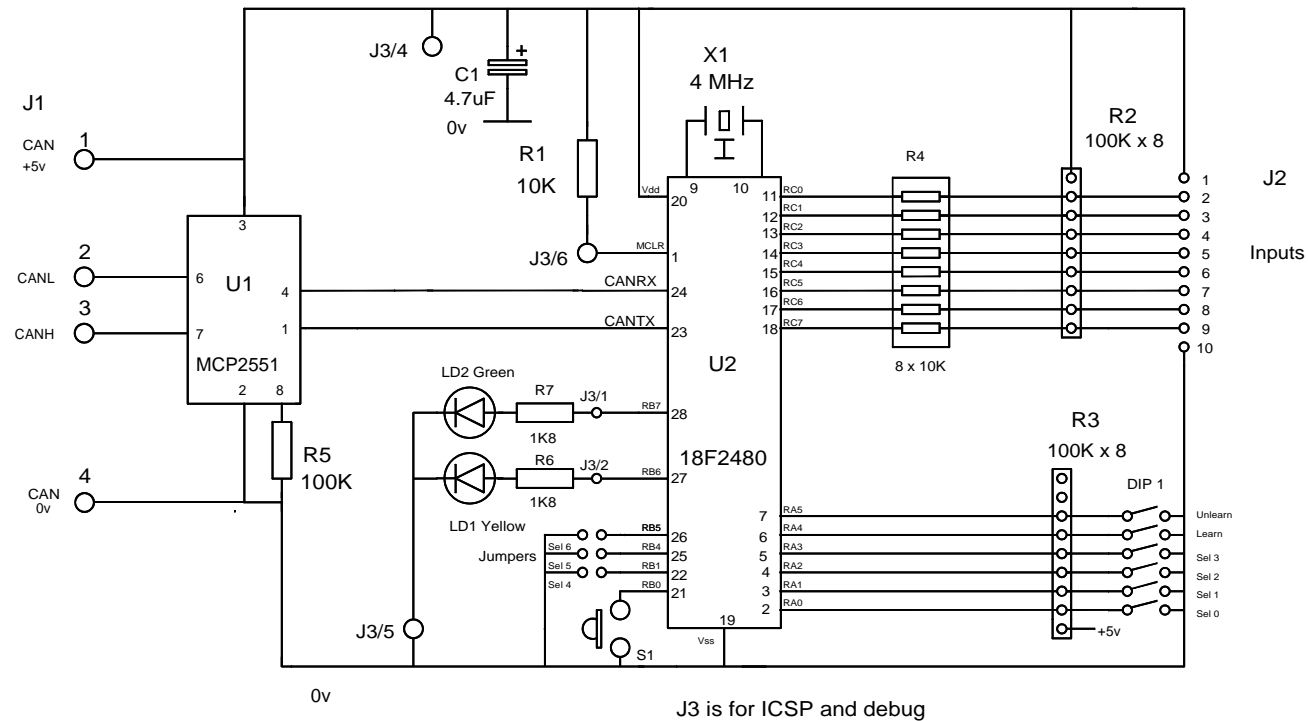 J1
CAN
+5v
1
2
CANL
3
CANH
4
CAN
0v
J3/4
+
C1
4.7uF
0v
R1
10K
J3/6
X1
4 MHz
3
6
U1
4
7
1
MCP2551
2
8
R5
100K
CANRX
CANTX
MCLR
Vdd
9
10
20
1
24
23
U2
18F2480
28
27
26
25
22
21
19
Vss
11
12
13
14
15
16
17
18
7
6
5
4
3
2
RC0
RC1
RC2
RC3
RC4
RC5
RC6
RC7
R4
8 x 10K
R2
100K x 8
1
2
3
4
5
6
7
8
9
10
J2
Inputs
LD2 Green
R7
1K8
J3/1
RB7
R6
1K8
J3/2
RB6
LD1 Yellow
Jumpers
Sel 6
Sel 5
Sel 4
RB5
RB4
RB1
RB0
S1
J3/5
RA5
RA4
RA3
RA2
RA1
RA0
R3
100K x 8
+5v
DIP 1
Unlearn
Learn
Sel 3
Sel 2
Sel 1
Sel 0
0v
J3 is for ICSP and debug